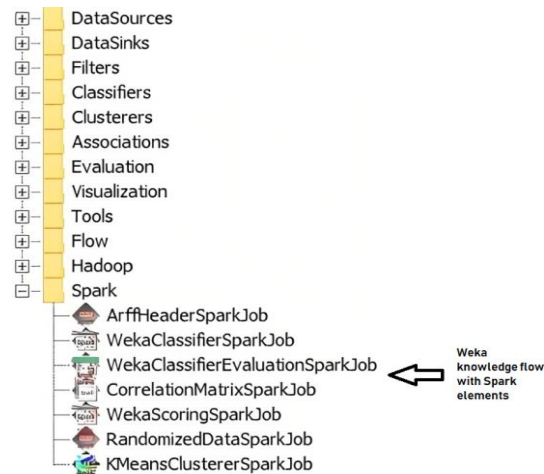 DataSources
DataSinks
Filters
Classifiers
Clusterers
Associations
Evaluation
Visualization
Tools
Flow
Hadoop
Spark
ArffHeaderSparkJob
WekaClassifierSparkJob
WekaClassifierEvaluationSparkJob
CorrelationMatrixSparkJob
WekaScoringSparkJob
RandomizedDataSparkJob
KMeansClustererSparkJob
Weka
knowledge flow
with Spark
elements